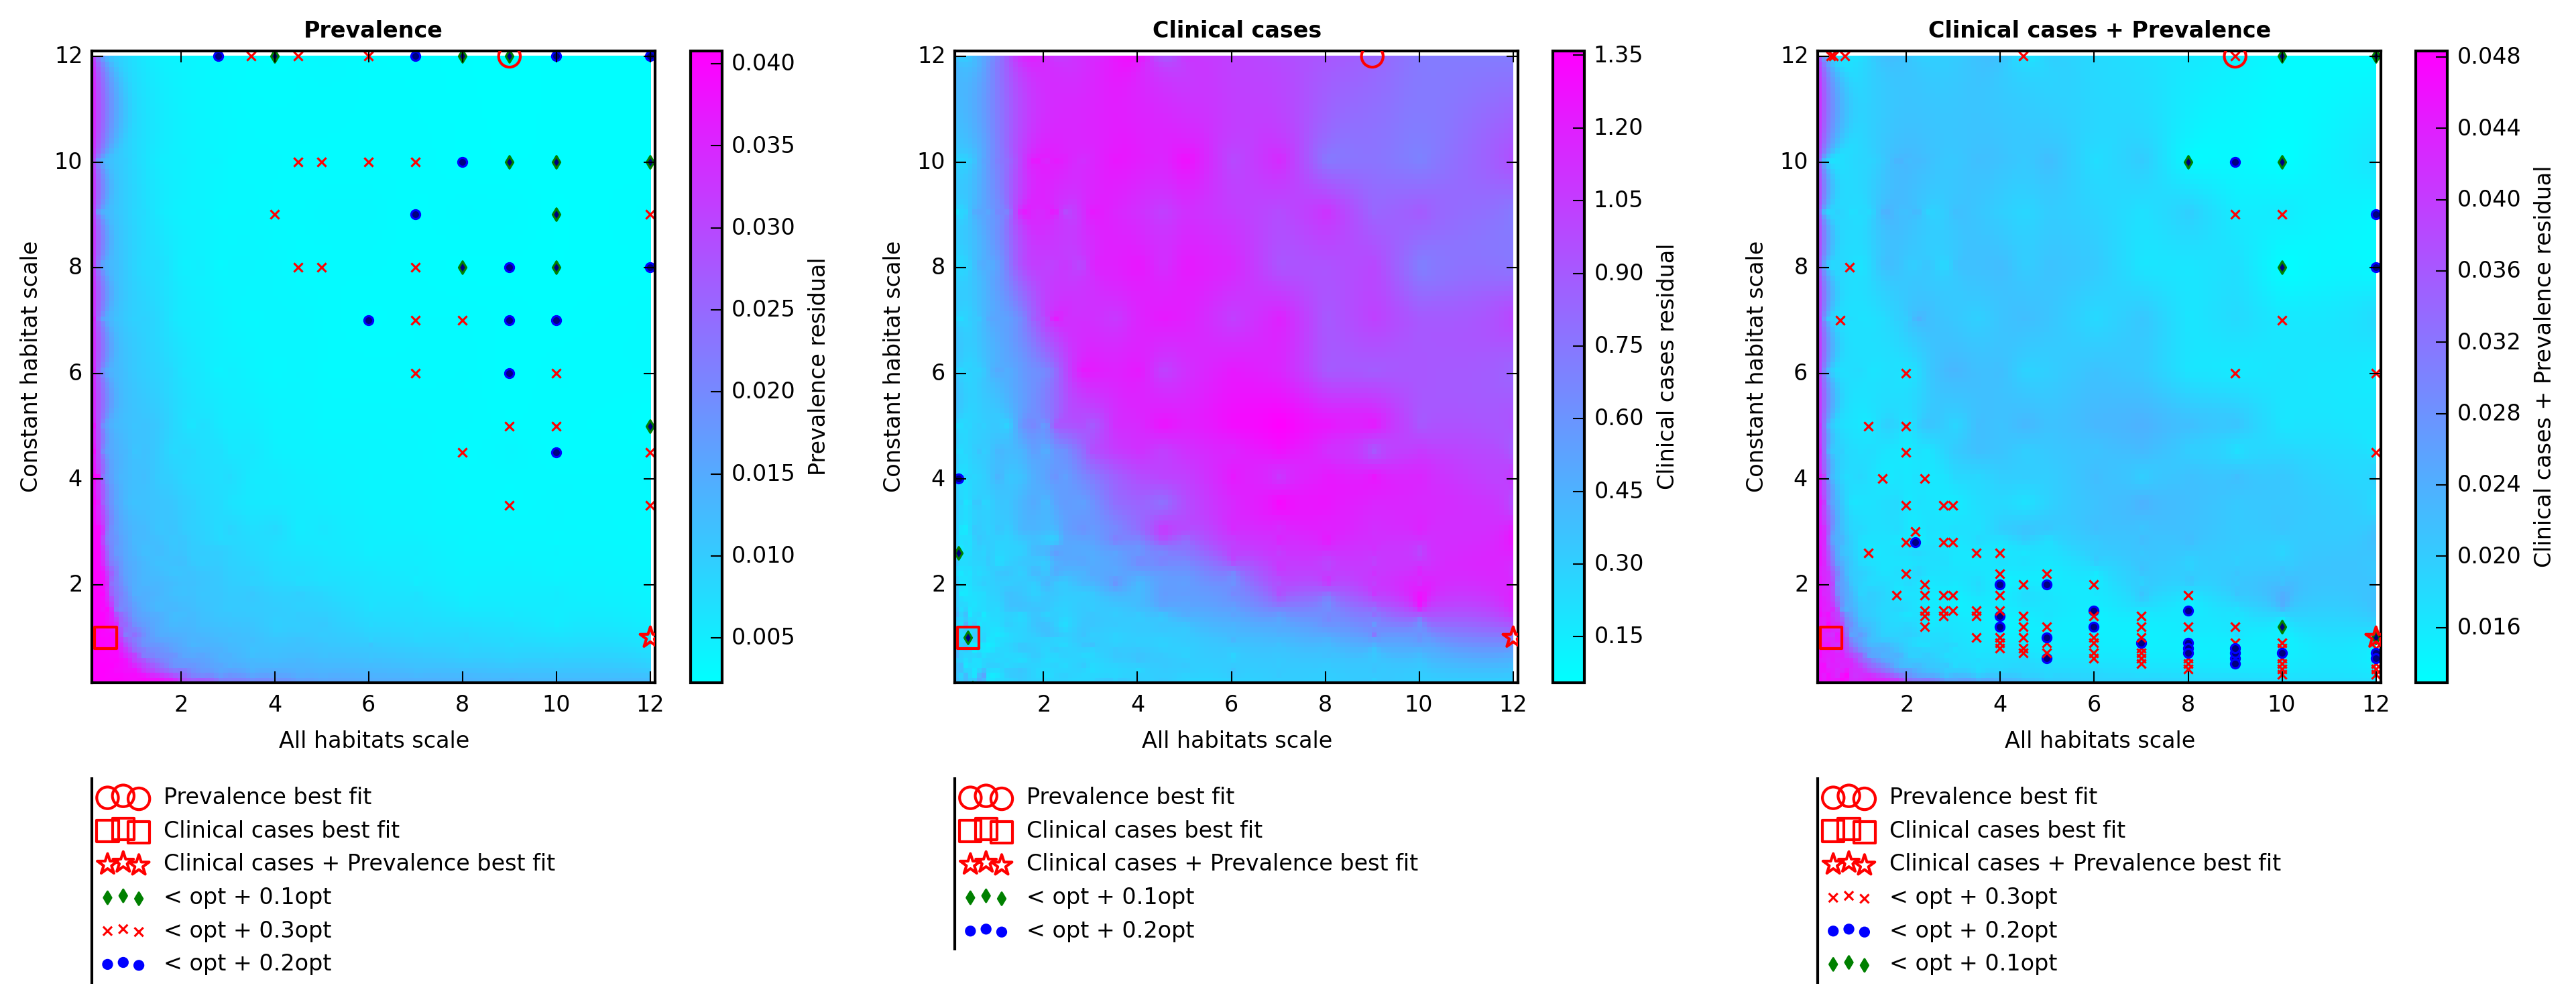 Prevalence
12
10
8
6
4
2
Constant habitat scale
2 4 6 8 10 12
All habitats scale
0.040
0.035
0.030
0.025
0.020
0.015
0.010
0.005
Prevalence residual
Prevalence best fit
Clinical cases best fit
Clinical cases + Prevalence best fit
< opt + 0.1opt
< opt + 0.3opt
< opt + 0.2opt
Clinical cases
12
10
8
6
4
2
Constant habitat scale
2 4 6 8 10 12
All habitats scale
1.35
1.20
1.05
0.90
0.75
0.60
0.45
0.30
0.15
Clinical cases residual
Prevalence best fit
Clinical cases best fit
Clinical cases + Prevalence best fit
< opt + 0.1opt
< opt + 0.2opt
Clinical cases + Prevalence
12
10
8
6
4
2
Constant habitat scale
2 4 6 8 10 12
All habitats scale
0.048
0.044
0.040
0.036
0.032
0.028
0.024
0.020
0.016
Clinical cases + Prevalence residual
Prevalence best fit
Clinical cases best fit
Clinical cases + Prevalence best fit
< opt + 0.3opt
< opt + 0.2opt
< opt + 0.1opt